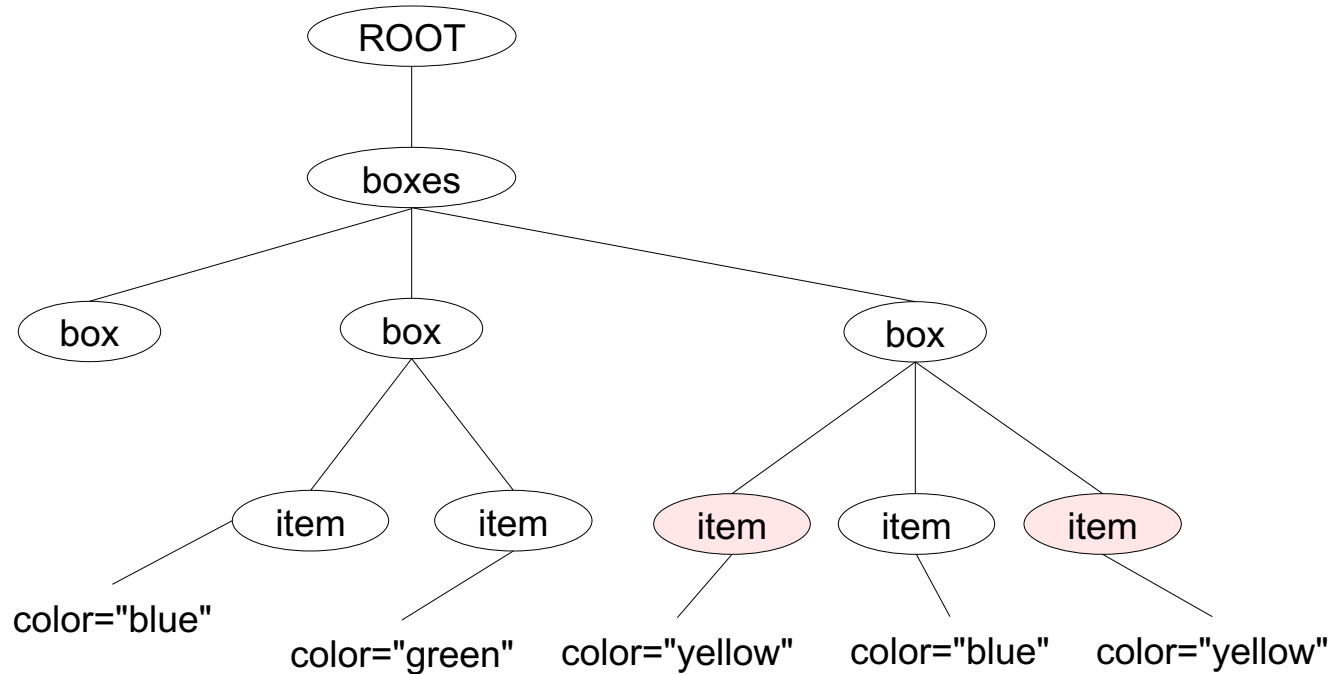 ROOT
boxes
box
box
box
item
item
item
item
item
color="blue"
color="green"
color="yellow"
color="blue"
color="yellow"